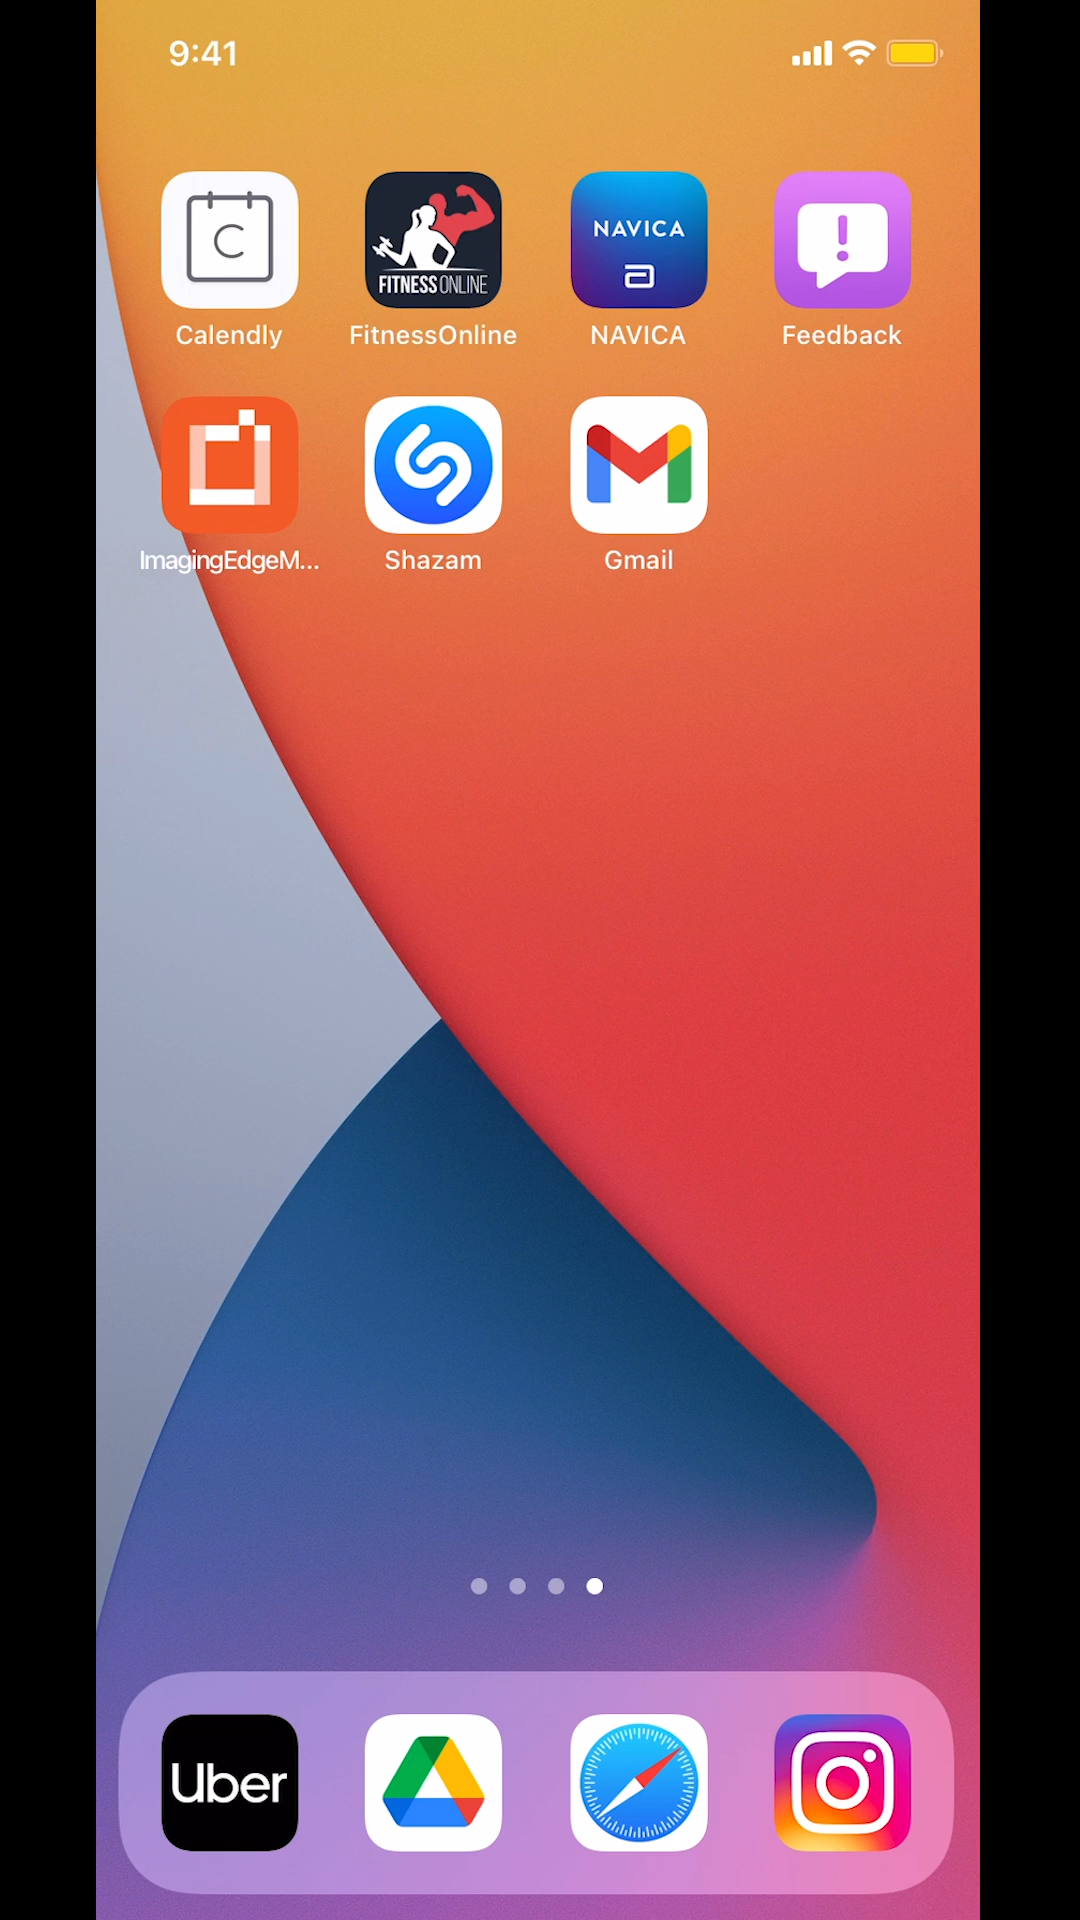 9:41
C
FITNESS ONLINE
NAVICA
Calendly
FitnessOnline
NAVICA
Feedback
ImagingEdgeM...
Shazam
Gmail
Uber